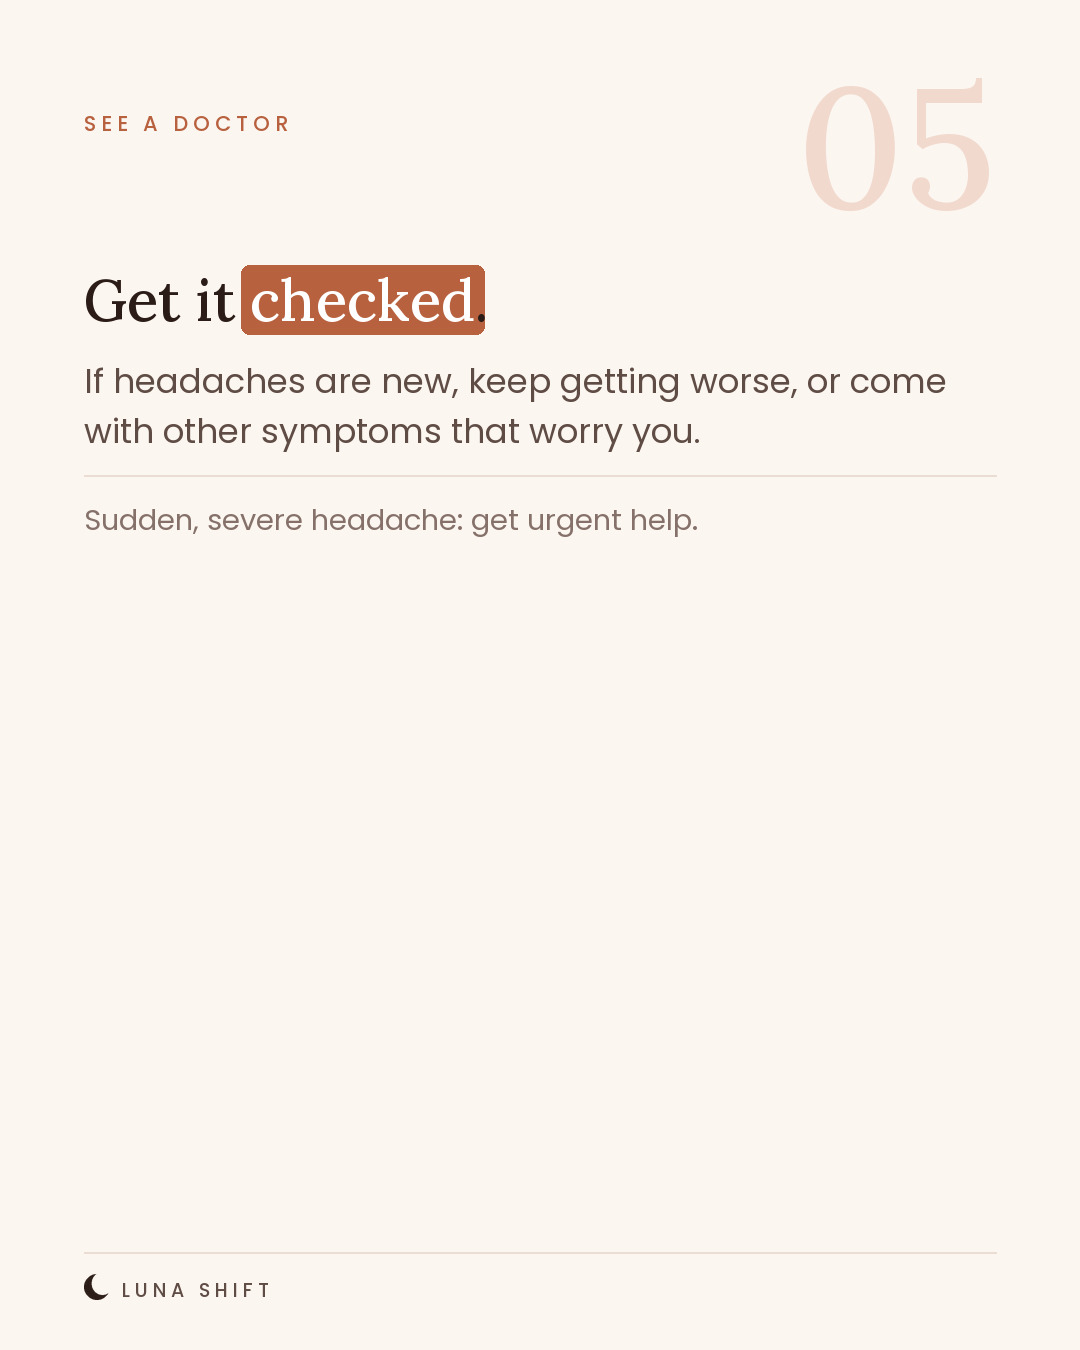 SEE A DOCTOR
05
Get it checked.
If headaches are new, keep getting worse, or come
with other symptoms that worry you.
Sudden, severe headache: get urgent help.
LUNA SHIFT